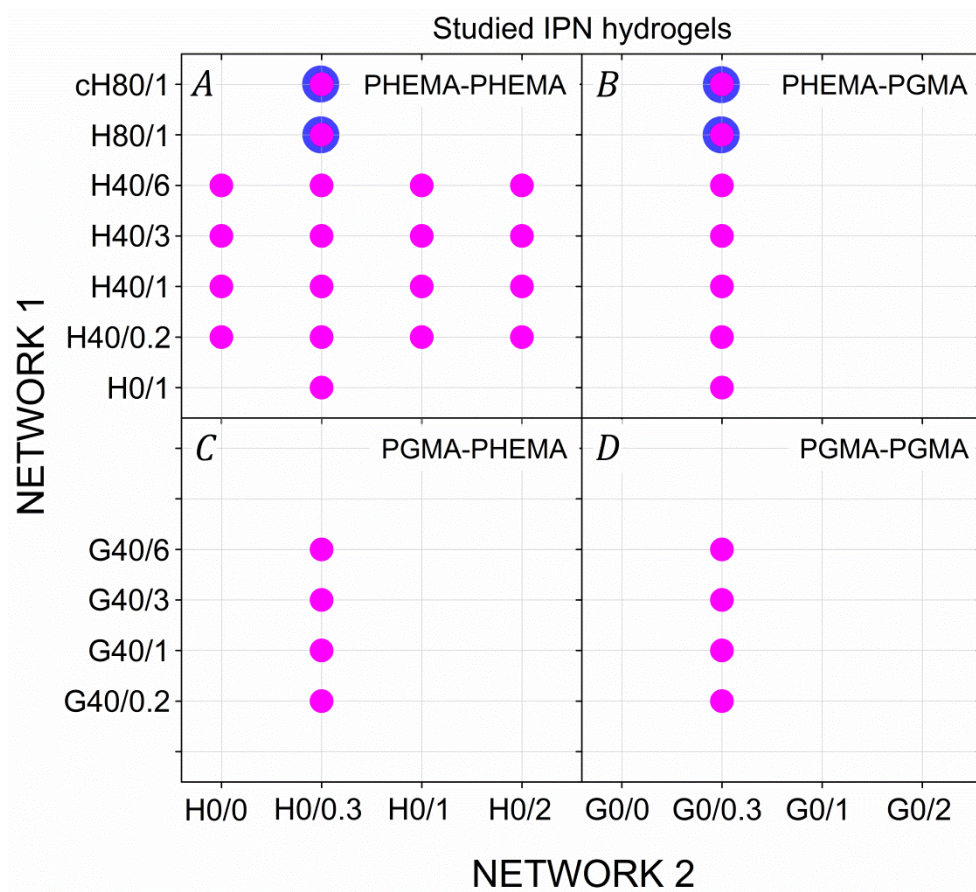 Studied IPN hydrogels
cH80/1
A
PHEMA-PHEMA
B
PHEMA-PGMA
H80/1
H40/6
H40/3
H40/1
H40/0.2
H0/1
NETWORK 1
C
PGMA-PHEMA
D
PGMA-PGMA
G40/6
G40/3
G40/1
G40/0.2
H0/0 H0/0.3 H0/1 H0/2 G0/0 G0/0.3 G0/1 G0/2
NETWORK 2